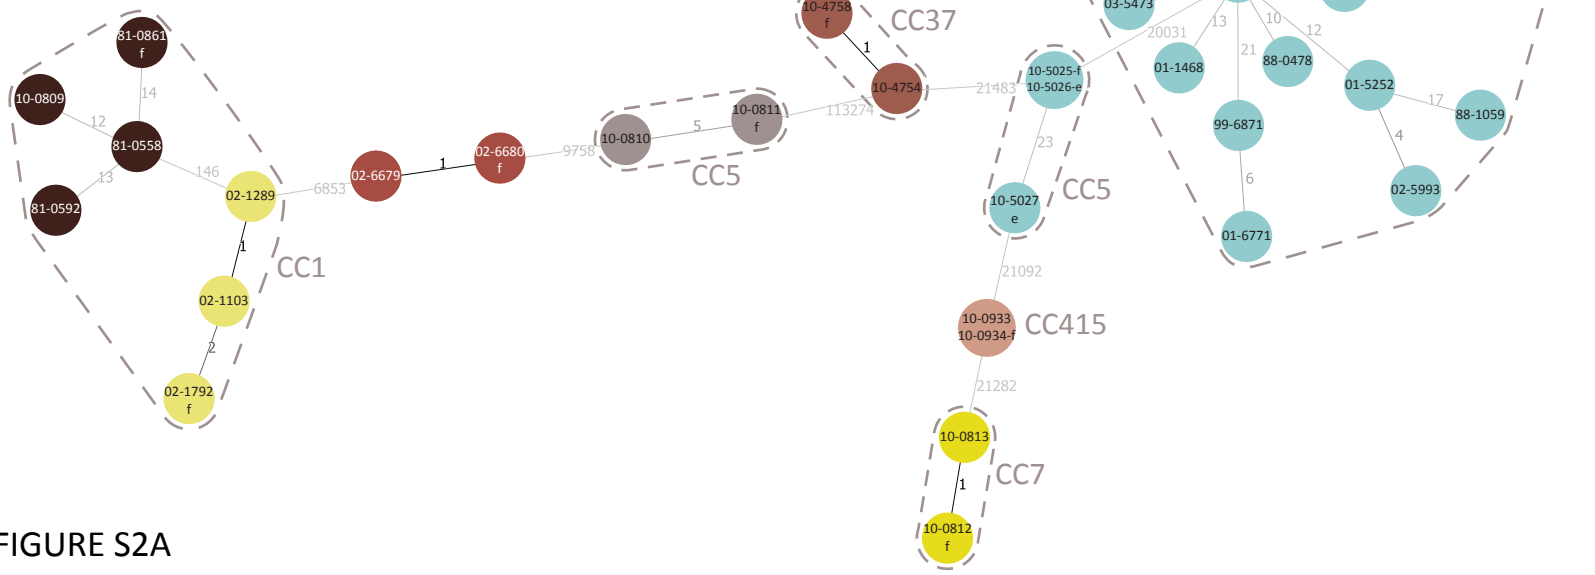 10-4758
f
CC37
03-5473
13
10
12
20031
81-0861
f
1
21
01-1468
88-0478
10-5025-f
10-5026-e
01-5252
10-0809
14
10-4754
21483
17
88-1059
113274
10-0811
f
12
5
10-0810
99-6871
4
81-0558
02-6680
f
9758
23
1
146
13
02-6679
CC5
CC5
6
02-5993
6853
02-1289
81-0592
10-5027
e
01-6771
1
CC1
21092
02-1103
10-0933
10-0934-f
CC415
2
21282
02-1792
f
10-0813
CC7
1
10-0812
f
FIGURE S2A